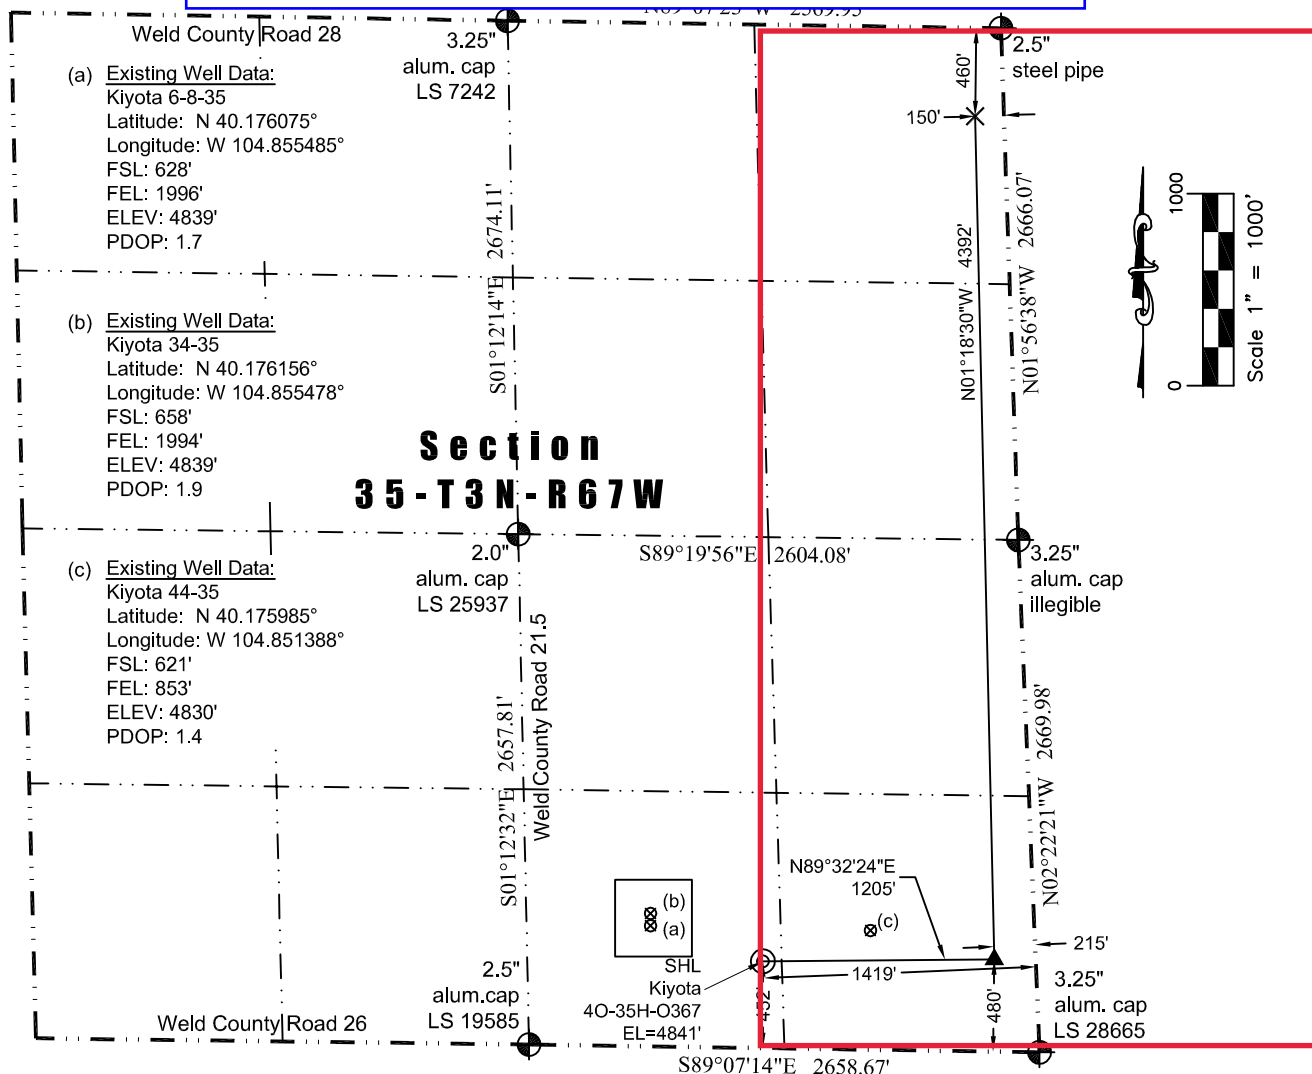 N89°07'23"W 2569.95'
Weld County Road 28
3.25"
alum. cap
LS 7242
2.5"
steel pipe
460'
150'
(a) Existing Well Data:
Kiyota 6-8-35
Latitude: N 40.176075°
Longitude: W 104.855485°
FSL: 628'
FEL: 1996'
ELEV: 4839'
PDOP: 1.7
S01°12'14"E 2674.11'
N01°18'30"W 4392'
N01°56'38"W 2666.07'
0 1000
Scale 1" = 1000'
(b) Existing Well Data:
Kiyota 34-35
Latitude: N 40.176156°
Longitude: W 104.855478°
FSL: 658'
FEL: 1994'
ELEV: 4839'
PDOP: 1.9
Section
35-T3N-R67W
2.0"
alum. cap
LS 25937
S89°19'56"E 2604.08'
3.25"
alum. cap
illegible
(c) Existing Well Data:
Kiyota 44-35
Latitude: N 40.175985°
Longitude: W 104.851388°
FSL: 621'
FEL: 853'
ELEV: 4830'
PDOP: 1.4
S01°12'32"E 2657.81'
Weld County Road 21.5
N02°22'21"W 2669.98'
N89°32'24"E
1205'
(b)
(a)
(c)
215'
SHL
Kiyota
4O-35H-O367
EL=4841'
452'
1419'
480'
2.5"
alum.cap
LS 19585
3.25"
alum. cap
LS 28665
Weld County Road 26
S89°07'14"E 2658.67'